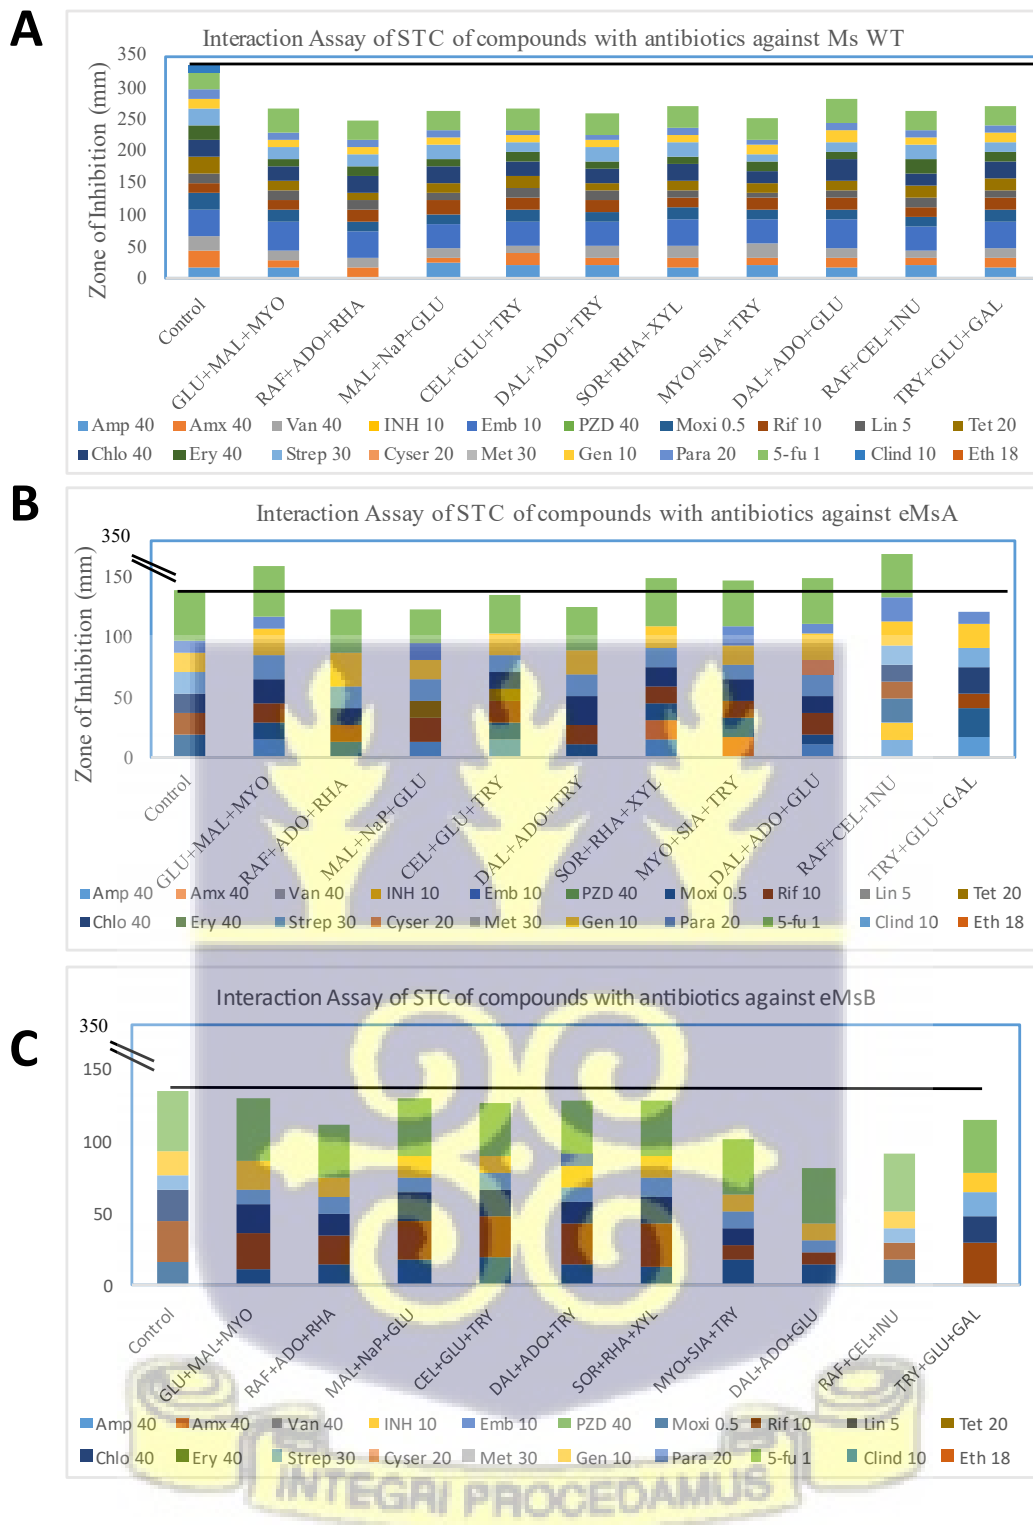 A
Interaction Assay of STC of compounds with antibiotics against Ms WT
Zone of Inhibition (mm)
350
300
250
200
150
100
50
0
Control
GLU+MAL+MYO
RAF+ADO+RHA
MAL+NaP+GLU
CEL+GLU+TRY
DAL+ADO+TRY
SOR+RHA+XYL
MYO+SIA+TRY
DAL+ADO+GLU
RAF+CEL+INU
TRY+GLU+GAL
Amp 40 Amx 40 Van 40 INH 10 Emb 10 PZD 40 Moxi 0.5 Rif 10 Lin 5 Tet 20
Chlo 40 Ery 40 Strep 30 Cyser 20 Met 30 Gen 10 Para 20 5-fu 1 Clind 10 Eth 18
B
Interaction Assay of STC of compounds with antibiotics against eMsA
Zone of Inhibition (mm)
350
150
100
50
0
Control
GLU+MAL+MYO
RAF+ADO+RHA
MAL+NaP+GLU
CEL+GLU+TRY
DAL+ADO+TRY
SOR+RHA+XYL
MYO+SIA+TRY
DAL+ADO+GLU
RAF+CEL+INU
TRY+GLU+GAL
Amp 40 Amx 40 Van 40 INH 10 Emb 10 PZD 40 Moxi 0.5 Rif 10 Lin 5 Tet 20
Chlo 40 Ery 40 Strep 30 Cyser 20 Met 30 Gen 10 Para 20 5-fu 1 Clind 10 Eth 18
C
Interaction Assay of STC of compounds with antibiotics against eMsB
350
150
100
50
0
Control
GLU+MAL+MYO
RAF+ADO+RHA
MAL+NaP+GLU
CEL+GLU+TRY
DAL+ADO+TRY
SOR+RHA+XYL
MYO+SIA+TRY
DAL+ADO+GLU
RAF+CEL+INU
TRY+GLU+GAL
Amp 40 Amx 40 Van 40 INH 10 Emb 10 PZD 40 Moxi 0.5 Rif 10 Lin 5 Tet 20
Chlo 40 Ery 40 Strep 30 Cyser 20 Met 30 Gen 10 Para 20 5-fu 1 Clind 10 Eth 18
INTEGRI PROCEDAMUS